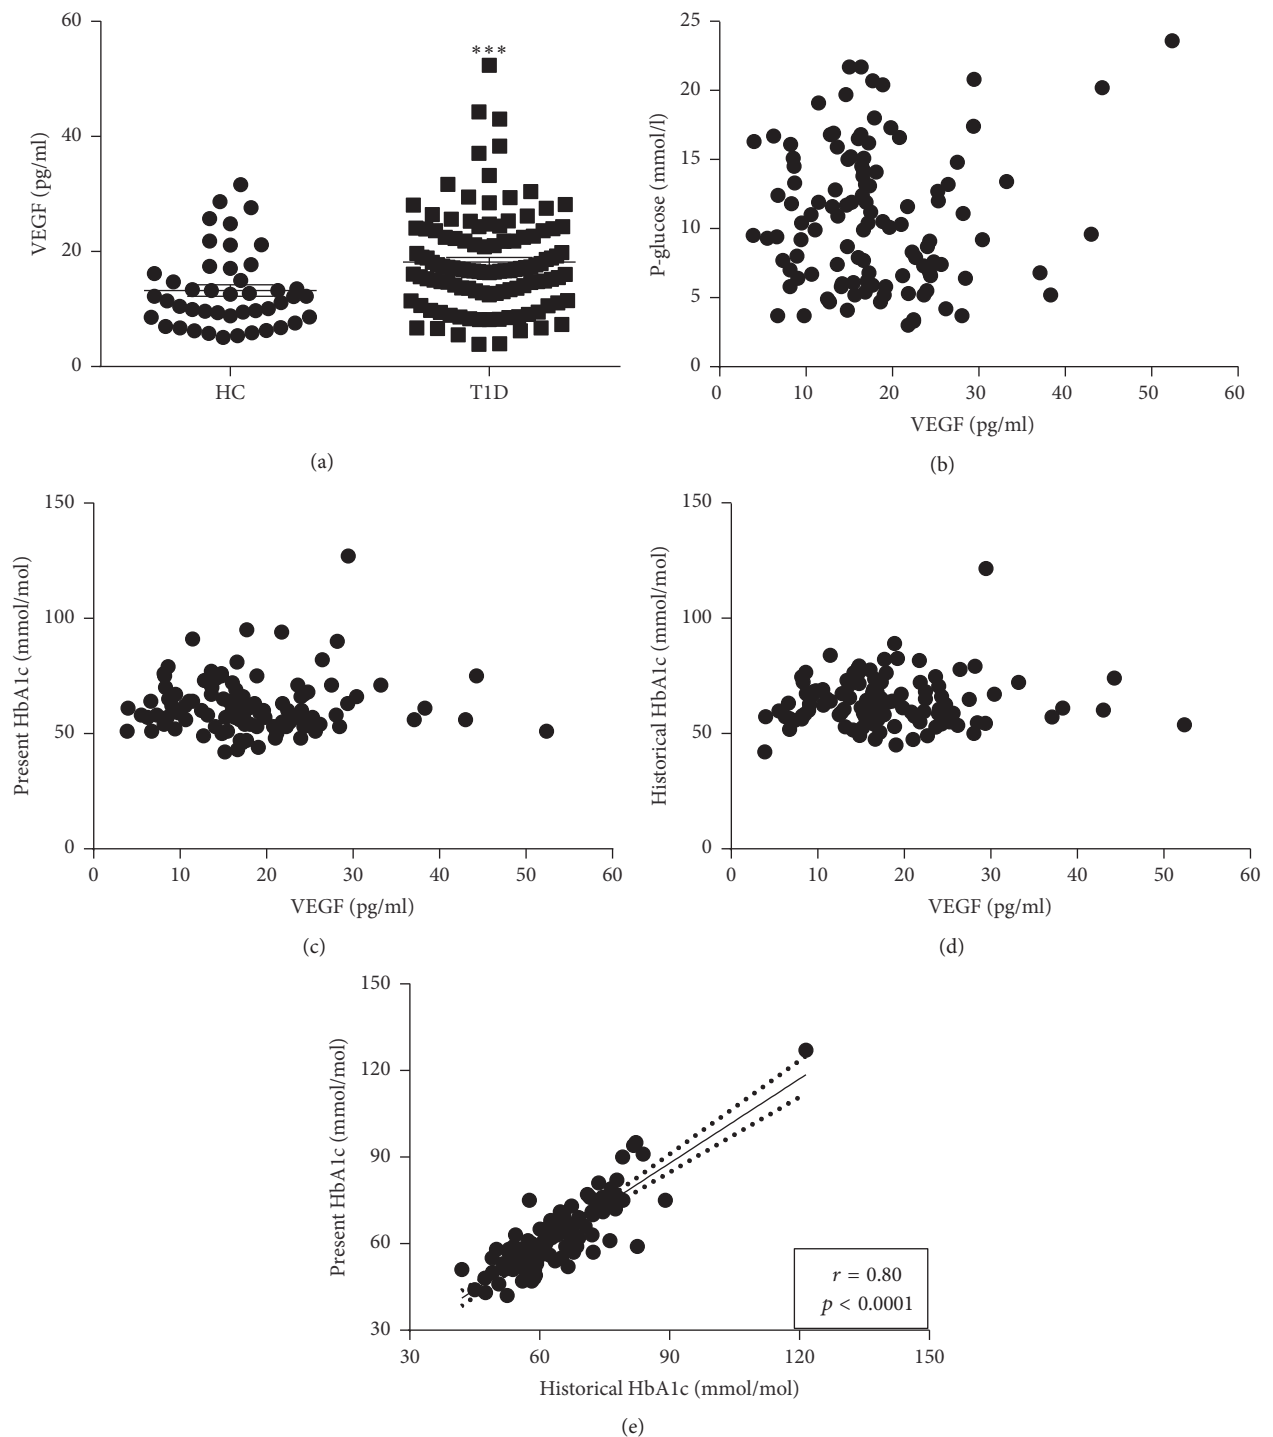 60
40
20
0
VEGF (pg/ml)
***
HC
T1D
(a)
25
20
15
10
5
0
P-glucose (mmol/l)
0
10
20
30
40
50
60
VEGF (pg/ml)
(b)
150
100
50
0
Present HbA1c (mmol/mol)
0
10
20
30
40
50
60
VEGF (pg/ml)
(c)
150
100
50
0
Historical HbA1c (mmol/mol)
0
10
20
30
40
50
60
VEGF (pg/ml)
(d)
150
120
90
60
30
Present HbA1c (mmol/mol)
r = 0.80
p < 0.0001
30
60
90
120
150
Historical HbA1c (mmol/mol)
(e)